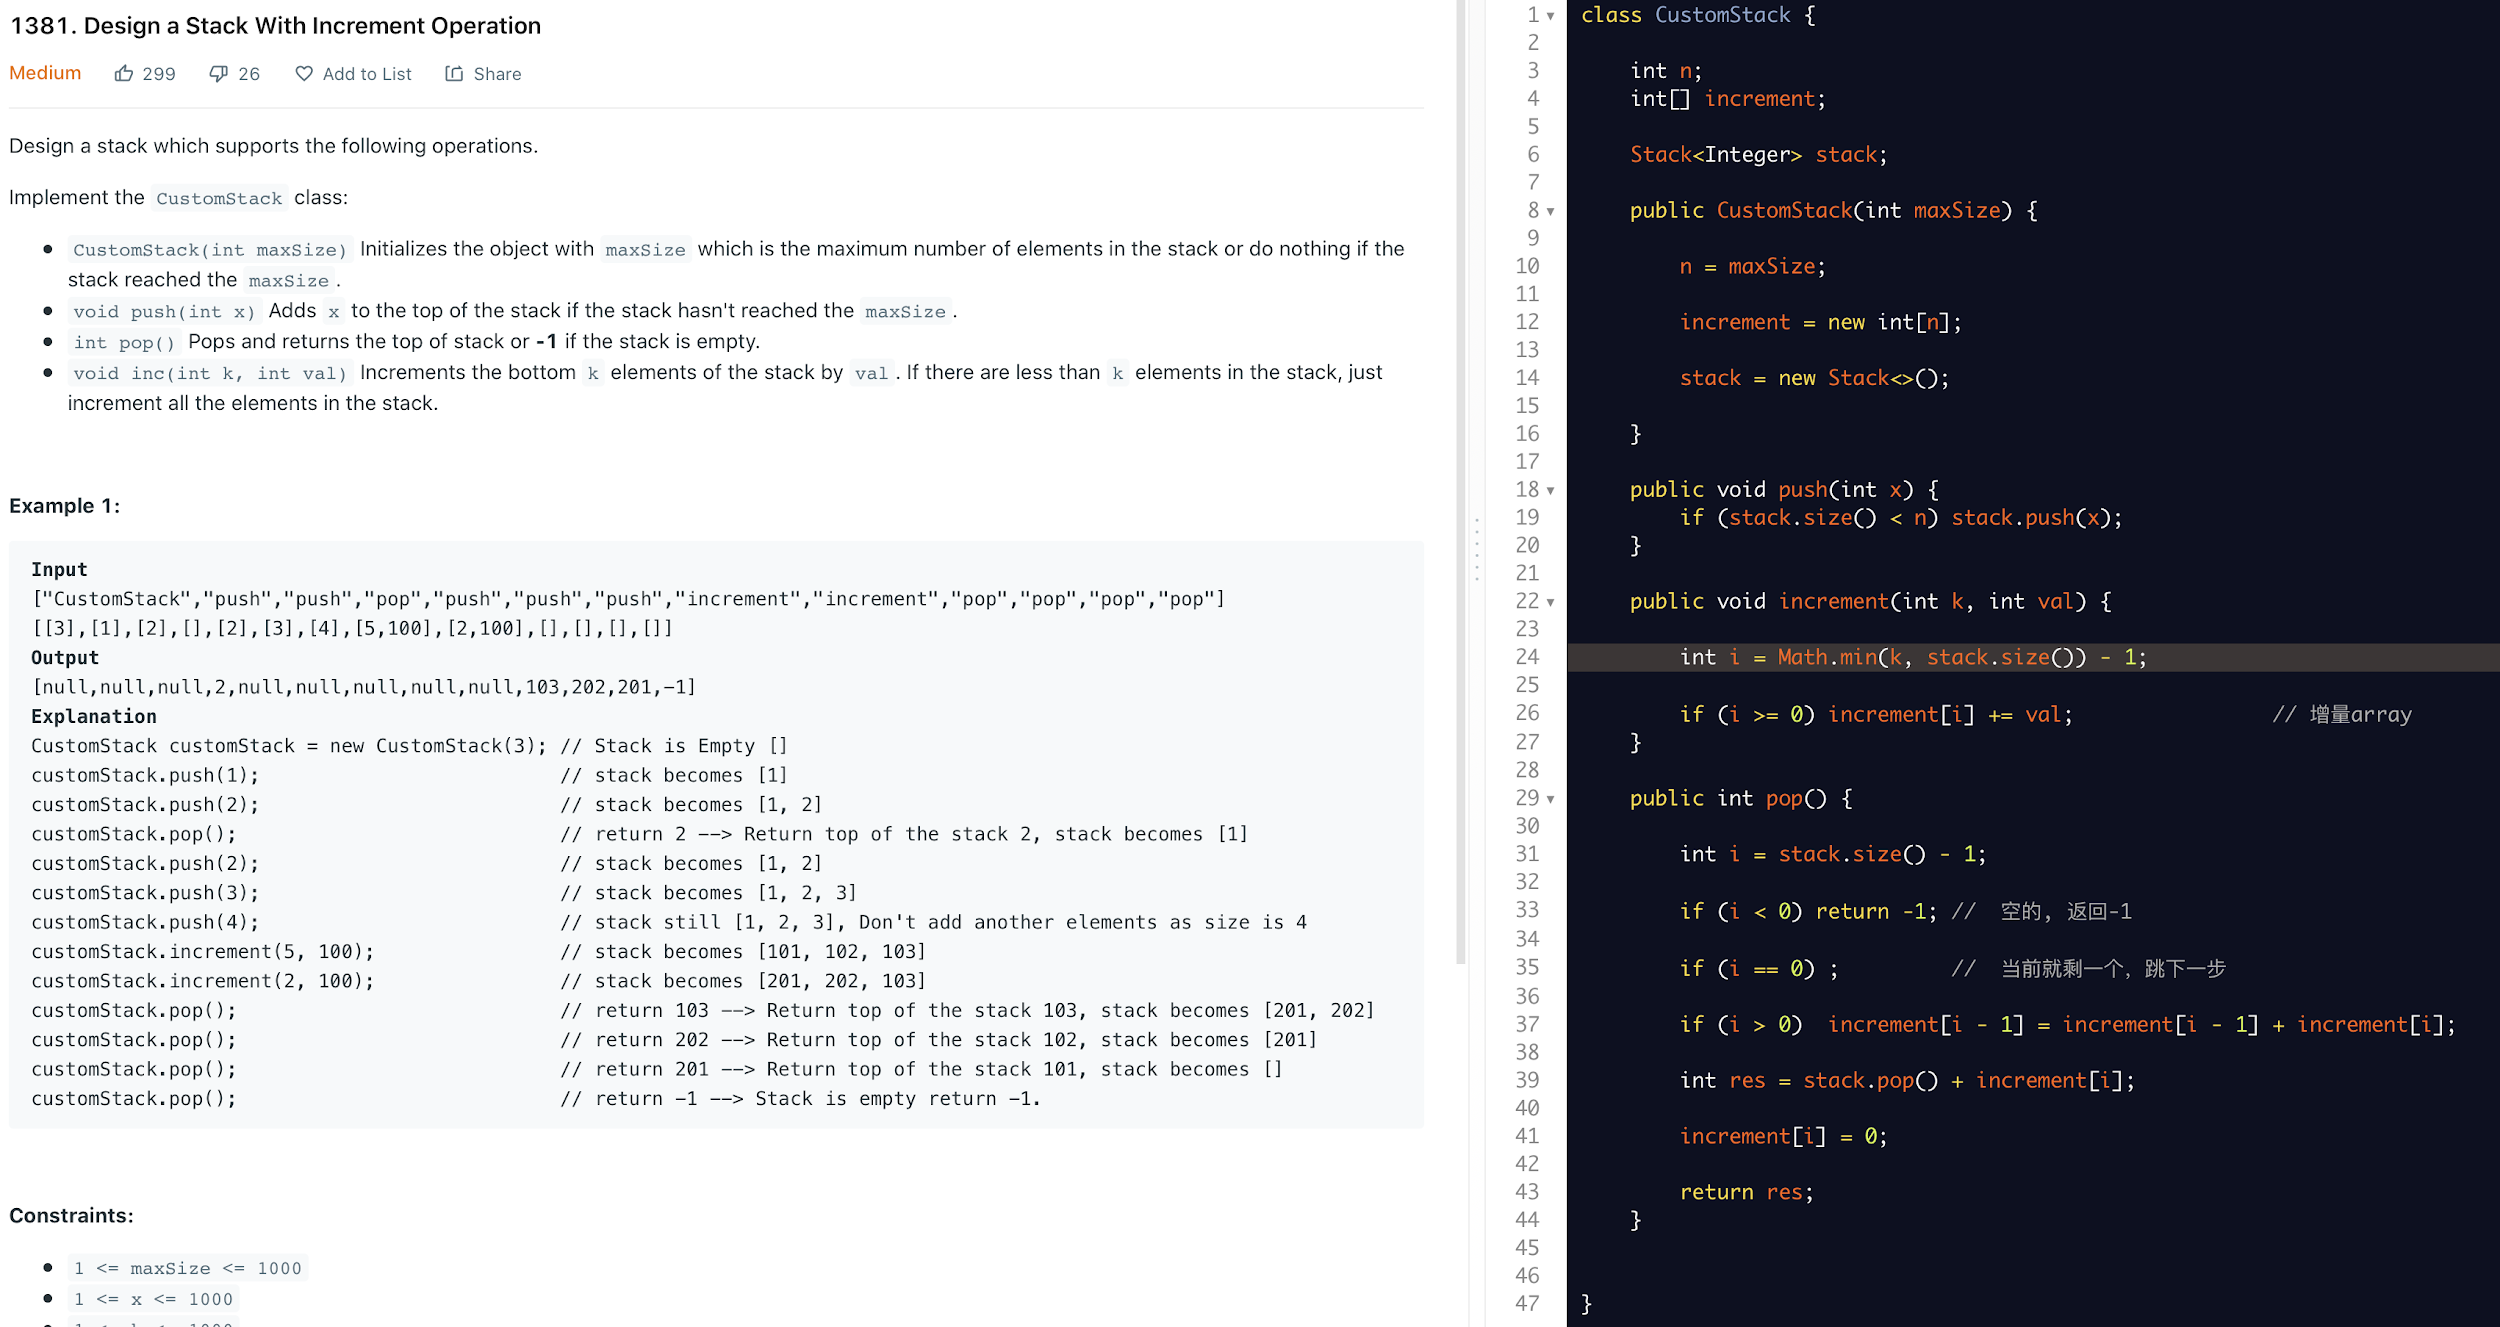 1381. Design a Stack With Increment Operation
Medium 299 26 Add to List Share
Design a stack which supports the following operations.
Implement the CustomStack class:
CustomStack(int maxSize) Initializes the object with maxSize which is the maximum number of elements in the stack or do nothing if the
stack reached the maxSize .
void push(int x) Adds x to the top of the stack if the stack hasn't reached the maxSize .
int pop() Pops and returns the top of stack or -1 if the stack is empty.
void inc(int k, int val) Increments the bottom k elements of the stack by val . If there are less than k elements in the stack, just
increment all the elements in the stack.
Example 1:
Input
["CustomStack","push","push","pop","push","push","push","increment","increment","pop","pop","pop","pop"]
[[3],[1],[2],[],[2],[3],[4],[5,100],[2,100],[],[],[],[]]
Output
[null,null,null,2,null,null,null,null,null,103,202,201,-1]
Explanation
CustomStack customStack = new CustomStack(3); // Stack is Empty []
customStack.push(1); // stack becomes [1]
customStack.push(2); // stack becomes [1, 2]
customStack.pop(); // return 2 --> Return top of the stack 2, stack becomes [1]
customStack.push(2); // stack becomes [1, 2]
customStack.push(3); // stack becomes [1, 2, 3]
customStack.push(4); // stack still [1, 2, 3], Don't add another elements as size is 4
customStack.increment(5, 100); // stack becomes [101, 102, 103]
customStack.increment(2, 100); // stack becomes [201, 202, 103]
customStack.pop(); // return 103 --> Return top of the stack 103, stack becomes [201, 202]
customStack.pop(); // return 202 --> Return top of the stack 102, stack becomes [201]
customStack.pop(); // return 201 --> Return top of the stack 101, stack becomes []
customStack.pop(); // return -1 --> Stack is empty return -1.
Constraints:
1 <= maxSize <= 1000
1 <= x <= 1000
1 class CustomStack {
2
3 int n;
4 int[] increment;
5
6 Stack<Integer> stack;
7
8 public CustomStack(int maxSize) {
9
10 n = maxSize;
11
12 increment = new int[n];
13
14 stack = new Stack<>();
15
16 }
17
18 public void push(int x) {
19 if (stack.size() < n) stack.push(x);
20 }
21
22 public void increment(int k, int val) {
23
24 int i = Math.min(k, stack.size()) - 1;
25
26 if (i >= 0) increment[i] += val; // 增量array
27 }
28
29 public int pop() {
30
31 int i = stack.size() - 1;
32
33 if (i < 0) return -1; // 空的, 返回-1
34
35 if (i == 0) ; // 当前就剩一个, 跳下一步
36
37 if (i > 0) increment[i - 1] = increment[i - 1] + increment[i];
38
39 int res = stack.pop() + increment[i];
40
41 increment[i] = 0;
42
43 return res;
44 }
45
46
47 }